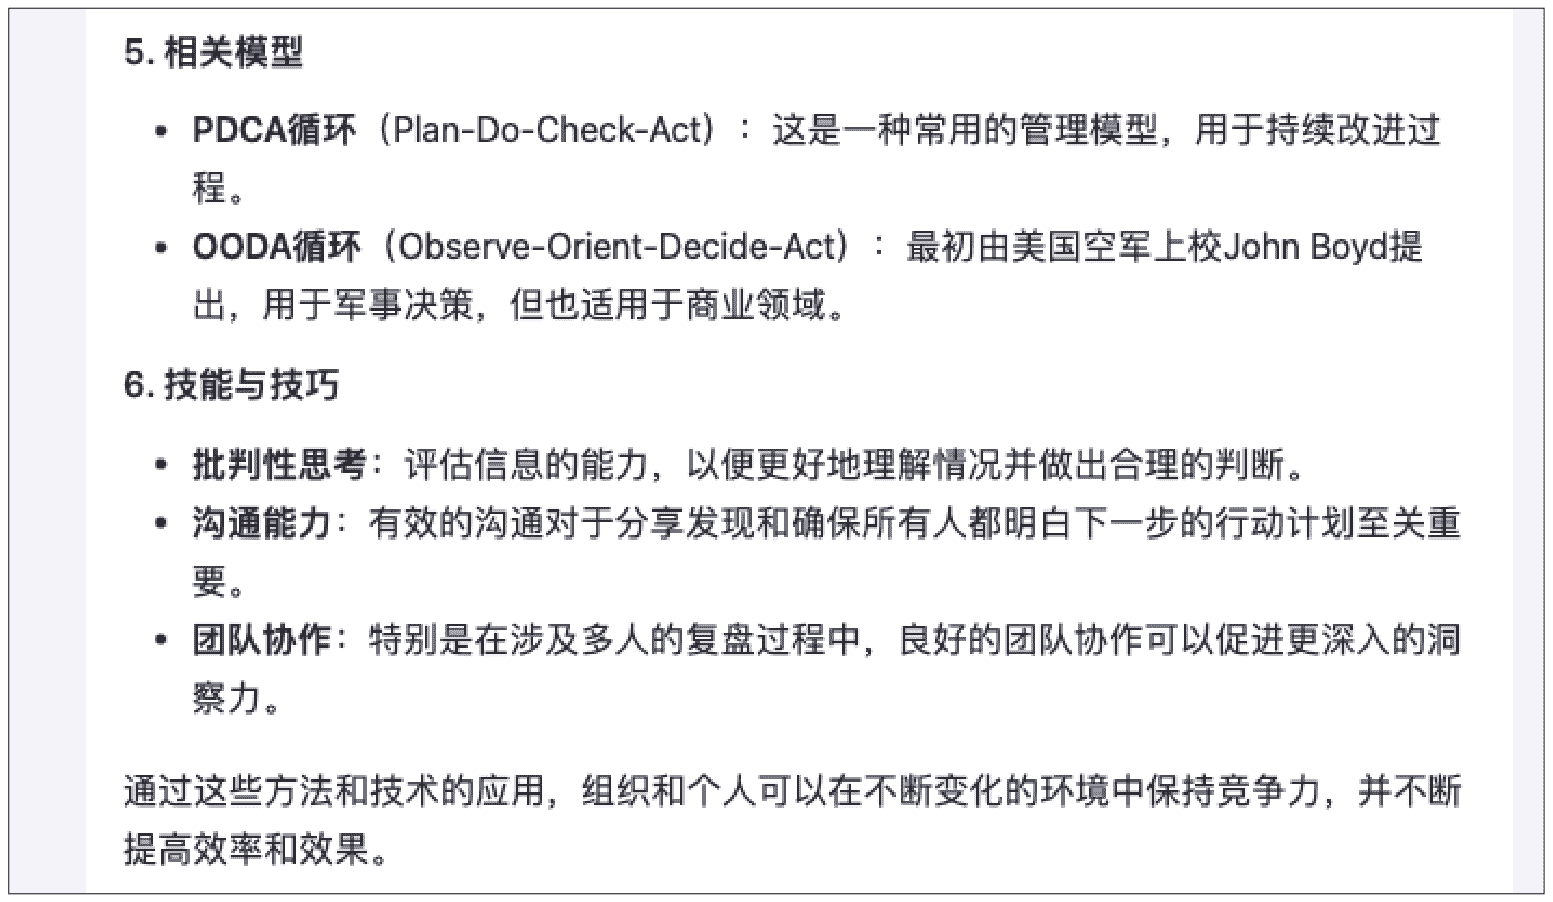 5. 相关模型
• PDCA循环（Plan-Do-Check-Act）：这是一种常用的管理模型，用于持续改进过
程。
• OODA循环（Observe-Orient-Decide-Act）：最初由美国空军上校John Boyd提
出，用于军事决策，但也适用于商业领域。
6. 技能与技巧
• 批判性思考：评估信息的能力，以便更好地理解情况并做出合理的判断。
• 沟通能力：有效的沟通对于分享发现和确保所有人都明白下一步的行动计划至关重
要。
• 团队协作：特别是在涉及多人的复盘过程中，良好的团队协作可以促进更深入的洞
察力。
通过这些方法和技术的应用，组织和个人可以在不断变化的环境中保持竞争力，并不断
提高效率和效果。